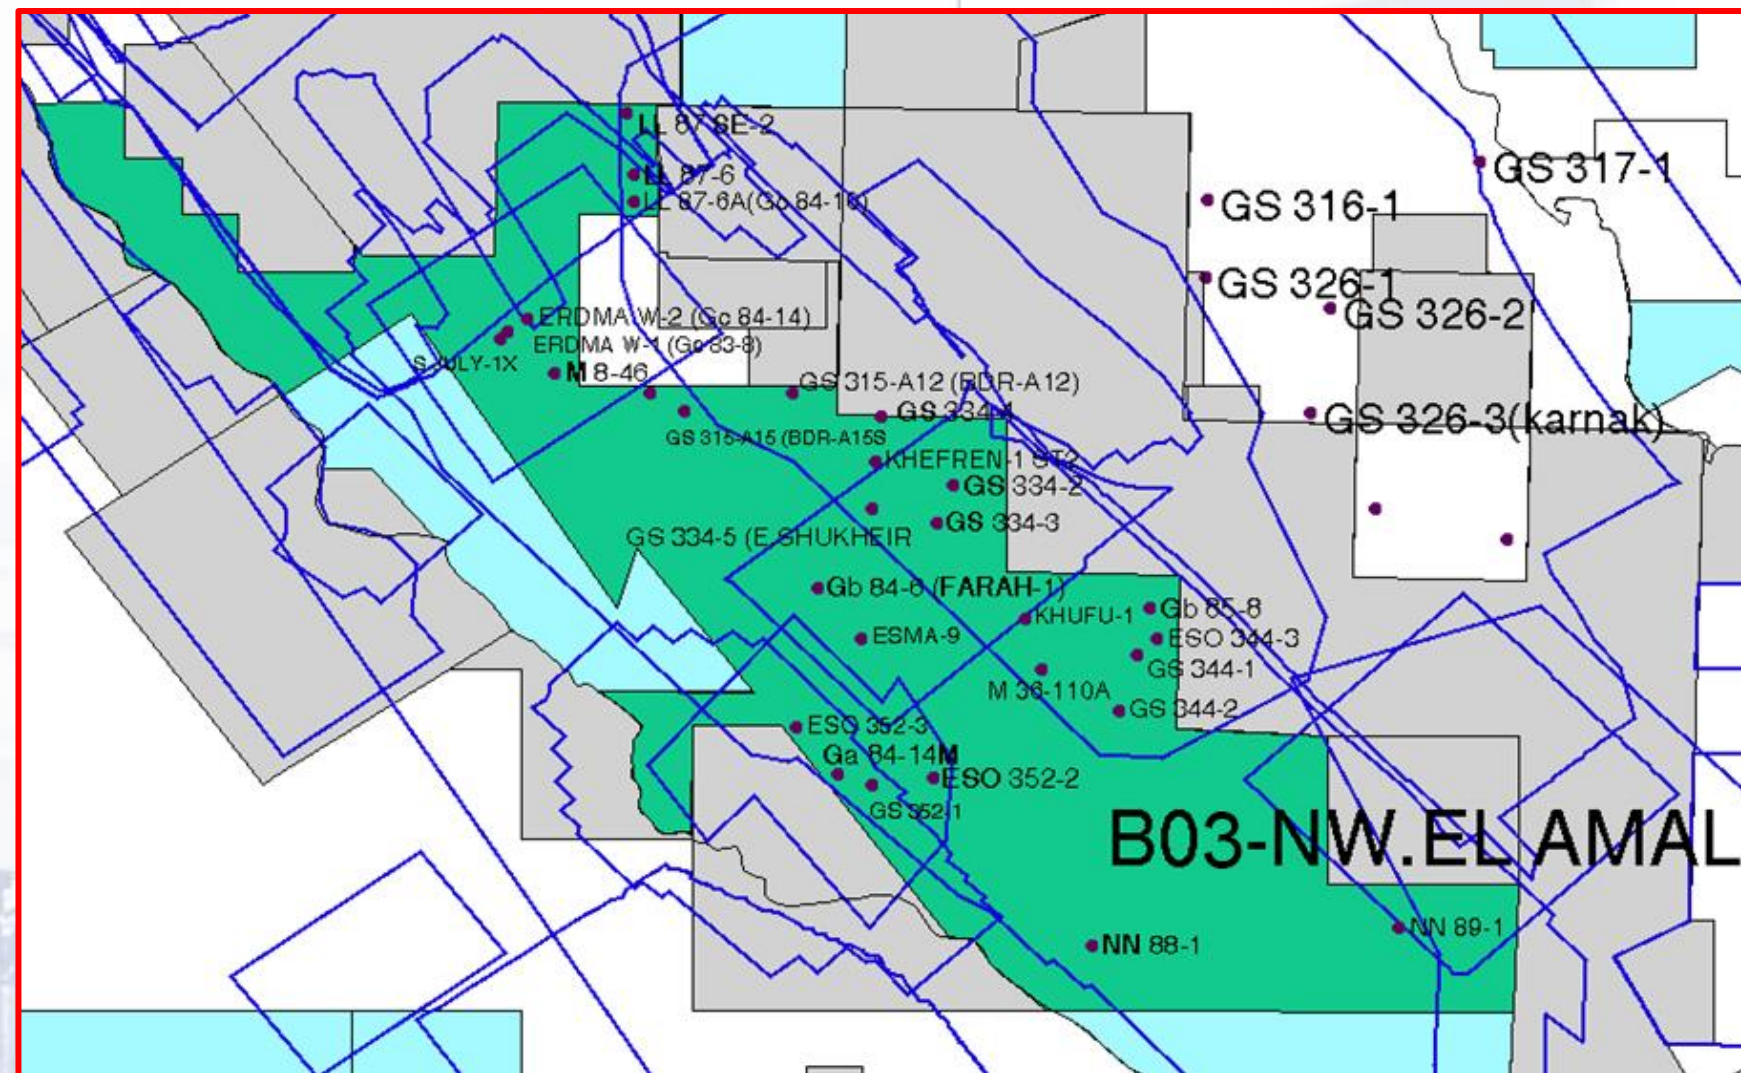 LL 87 SE-2
GS 317-1
LL 87-6
LL 87-6A(Gb 84-16)
GS 316-1
GS 326-1
GS 326-2
ERDMA W-2 (Gc 84-14)
ERDMA W-1 (Gc 83-8)
S.JULY-1X
M 8-46
GS 315-A12 (BDR-A12)
GS 334-4
GS 326-3(karnak)
GS 315-A15 (BDR-A15S
KHEFREN-1 ST2
GS 334-2
GS 334-3
GS 334-5 (E.SHUKHEIR
Gb 84-6 (FARAH-1)
Gb 85-8
KHUFU-1
ESMA-9
ESO 344-3
GS 344-1
M 36-110A
GS 344-2
ESO 352-3
Ga 84-14M
ESO 352-2
GS 352-1
B03-NW.EL AMAL
NN 89-1
NN 88-1